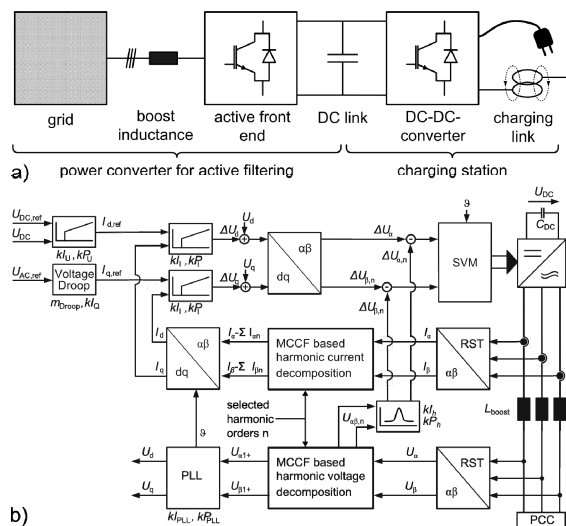 grid
boost
inductance
active front
end
DC link
DC-DC-
converter
charging
link
a)
power converter for active filtering
charging station
U_DC,ref
U_DC
I_d,ref
kI_U, kP_U
U_AC,ref
Voltage
Droop
I_q,ref
m_Droop, kI_Q
kI_I, kP_I
kI_I, kP_I
ΔU_d
U_d
ΔU_q
U_q
αβ
dq
ΔU_α
ΔU_α,n
ΔU_β
ΔU_β,n
ϑ
SVM
U_DC
C_DC
I_d
I_q
αβ
dq
I_α-Σ I_αn
I_β-Σ I_βn
MCCF based
harmonic current
decomposition
I_α
I_β
RST
αβ
L_boost
selected
harmonic
orders n
U_αβ,n
kI_h
kP_h
ϑ
U_d
U_q
PLL
kI_PLL, kP_PLL
U_α1+
U_β1+
MCCF based
harmonic voltage
decomposition
U_α
U_β
RST
αβ
PCC
b)